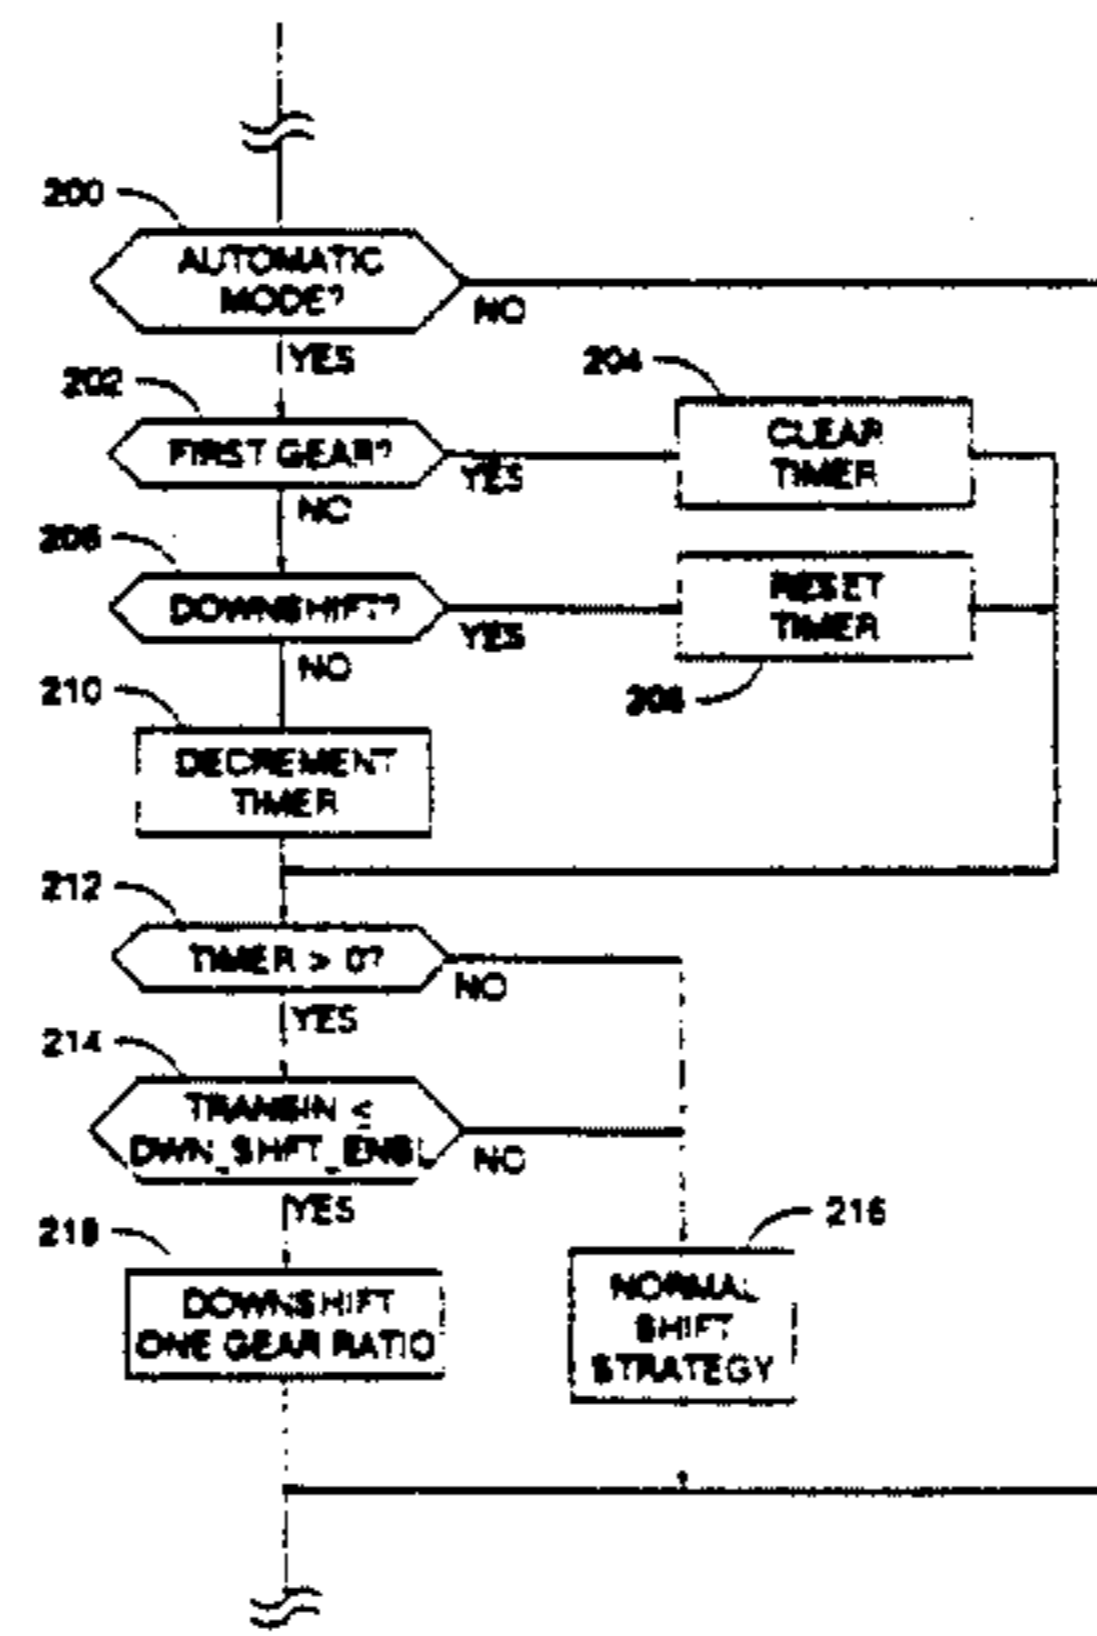 200
AUTOMATIC
MODE?
NO
YES
202
204
FIRST GEAR?
YES
CLEAR
TIMER
NO
206
DOWNSHIFT?
YES
RESET
TIMER
NO
208
210
DECREMENT
TIMER
212
TIMER > 0?
NO
YES
214
TRANSIN ≤
DWN_SHFT_ENBL
NO
YES
218
216
DOWNSHIFT
ONE GEAR RATIO
NORMAL
SHIFT
STRATEGY